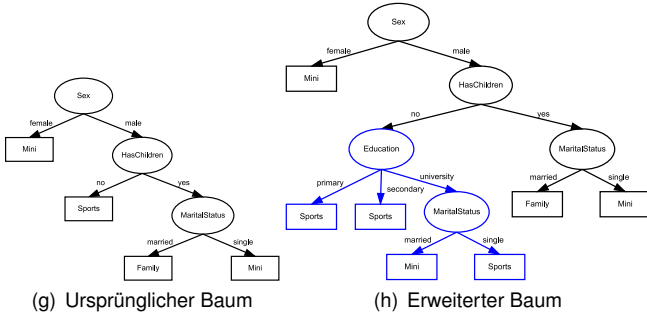 Sex
female
male
Mini
HasChildren
no
yes
Sports
MaritalStatus
married
single
Family
Mini
(g) Ursprünglicher Baum
Sex
female
male
Mini
HasChildren
no
yes
Education
MaritalStatus
primary
secondary
university
married
single
Sports
Sports
MaritalStatus
Family
Mini
married
single
Mini
Sports
(h) Erweiterter Baum